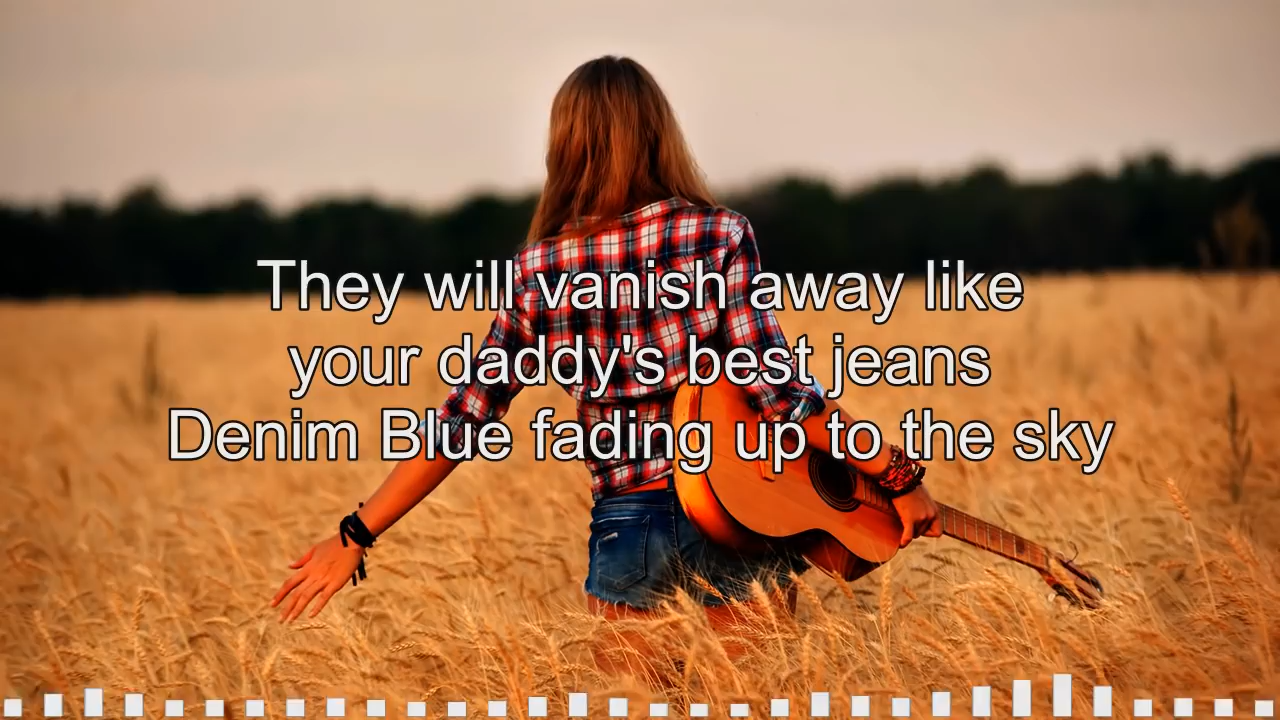 They will vanish away like
your daddy's best jeans
Denim Blue fading up to the sky